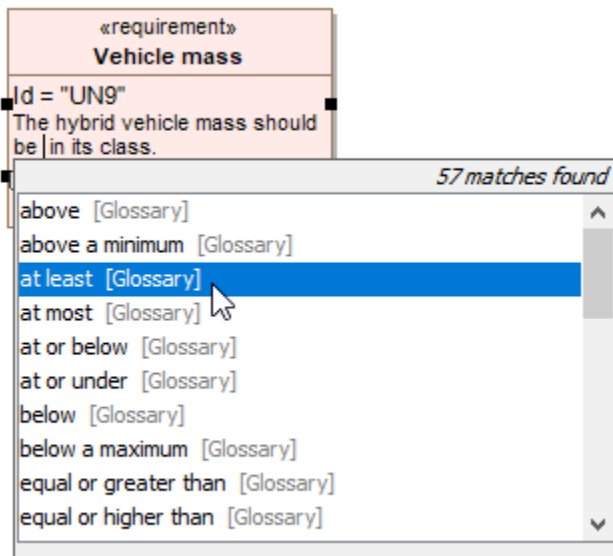 «requirement»
Vehicle mass
Id = "UN9"
The hybrid vehicle mass should
be in its class.
57 matches found
above [Glossary]
above a minimum [Glossary]
at least [Glossary]
at most [Glossary]
at or below [Glossary]
at or under [Glossary]
below [Glossary]
below a maximum [Glossary]
equal or greater than [Glossary]
equal or higher than [Glossary]